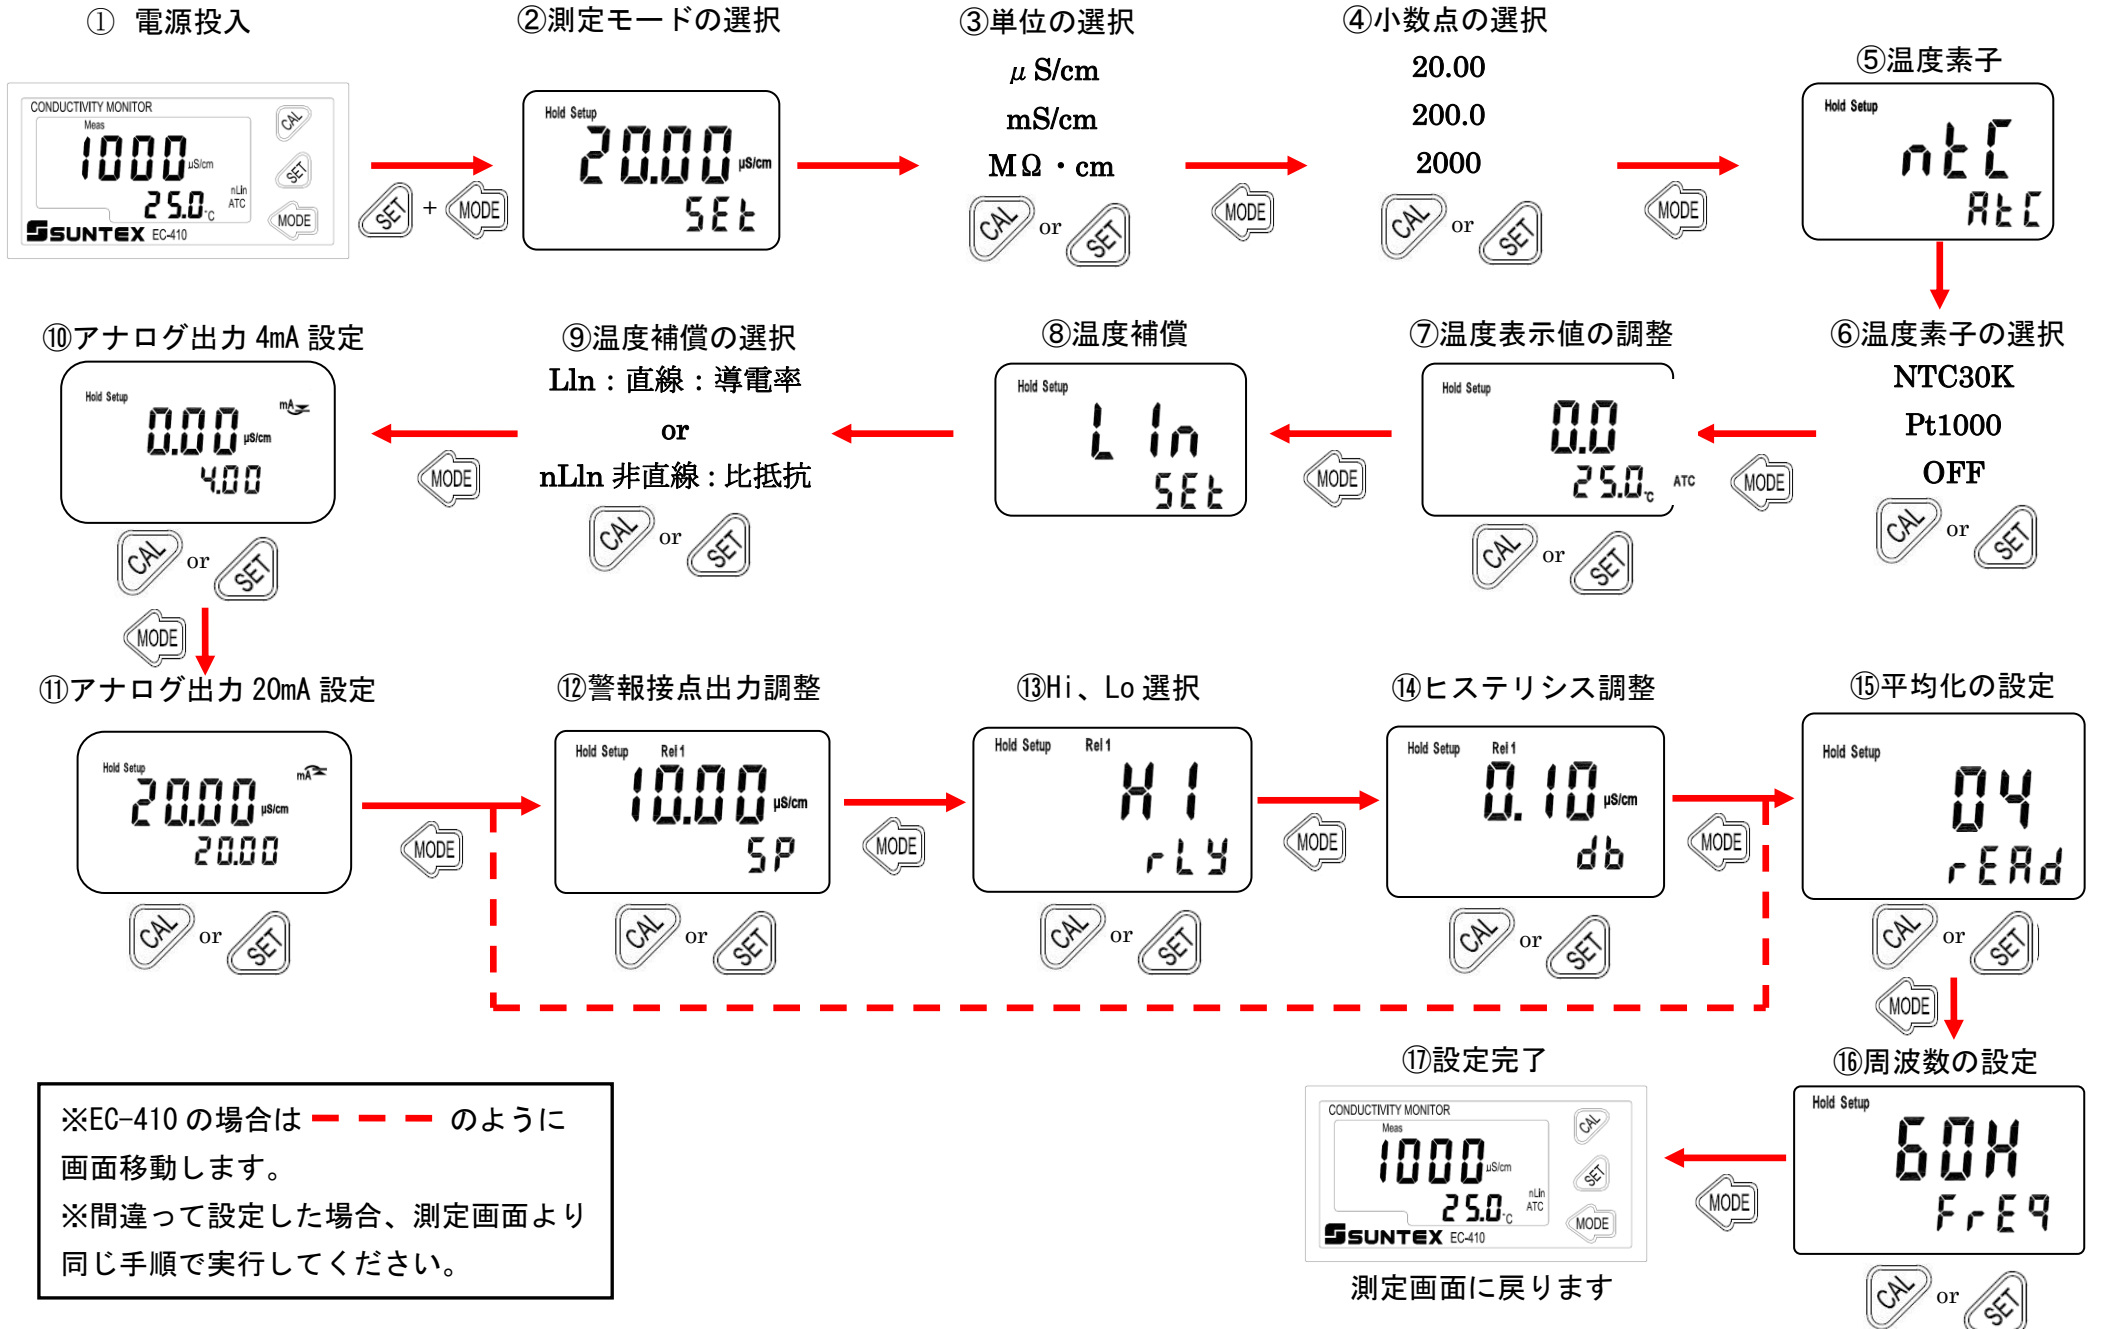 ① 電源投入
CONDUCTIVITY MONITOR
Meas
1000 μS/cm
25.0 °C
nLin
ATC
CAL
SET
MODE
SUNTEX EC-410
SET + MODE
②測定モードの選択
Hold Setup
20.00 μS/cm
SEt
③単位の選択
μS/cm
mS/cm
MΩ・cm
CAL or SET
MODE
④小数点の選択
20.00
200.0
2000
CAL or SET
MODE
⑤温度素子
Hold Setup
ntC
AtC
⑥温度素子の選択
NTC30K
Pt1000
OFF
CAL or SET
MODE
⑦温度表示値の調整
Hold Setup
0.0
25.0 °C ATC
CAL or SET
MODE
⑧温度補償
Hold Setup
LIn
SEt
⑨温度補償の選択
Lln：直線：導電率
or
nLln 非直線：比抵抗
CAL or SET
MODE
⑩アナログ出力 4mA 設定
Hold Setup
mA
0.00 μS/cm
4.00
CAL or SET
MODE
⑪アナログ出力 20mA 設定
Hold Setup
mA
20.00 μS/cm
20.00
CAL or SET
MODE
⑫警報接点出力調整
Hold Setup Rel 1
10.00 μS/cm
SP
CAL or SET
MODE
⑬Hi、Lo 選択
Hold Setup Rel 1
HI
rLY
CAL or SET
MODE
⑭ヒステリシス調整
Hold Setup Rel 1
0.10 μS/cm
db
CAL or SET
MODE
⑮平均化の設定
Hold Setup
04
rEAd
CAL or SET
MODE
⑯周波数の設定
Hold Setup
60H
FrEq
CAL or SET
MODE
⑰設定完了
CONDUCTIVITY MONITOR
Meas
1000 μS/cm
25.0 °C
nLin
ATC
CAL
SET
MODE
SUNTEX EC-410
測定画面に戻ります
※EC-410 の場合は のように
画面移動します。
※間違って設定した場合、測定画面より
同じ手順で実行してください。